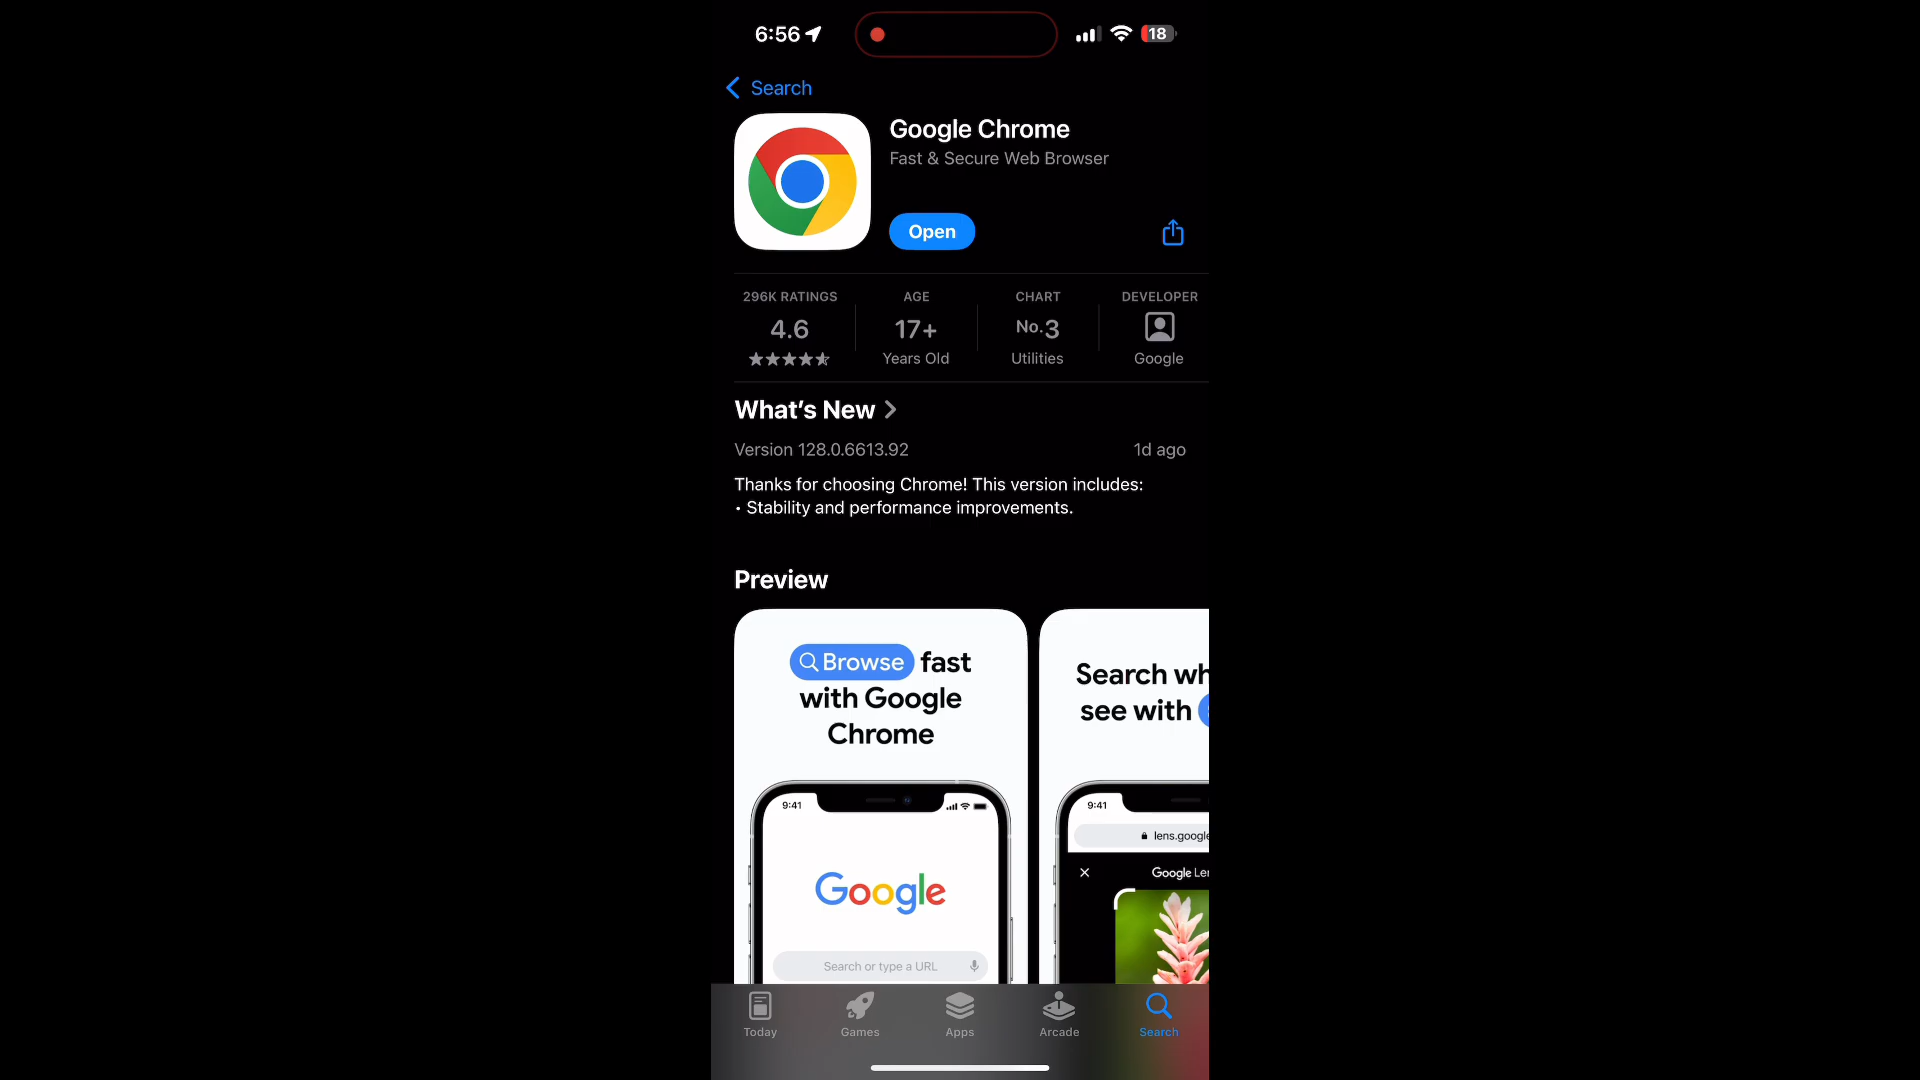 6:56
18
Search
Google Chrome
Fast & Secure Web Browser
Open
296K RATINGS
4.6
AGE
17+
Years Old
CHART
No.3
Utilities
DEVELOPER
Google
What's New
Version 128.0.6613.92
1d ago
Thanks for choosing Chrome! This version includes:
• Stability and performance improvements.
Preview
Browse fast
with Google
Chrome
9:41
Google
Search or type a URL
Search wh
see with
9:41
lens.google
Google Len
Today
Games
Apps
Arcade
Search